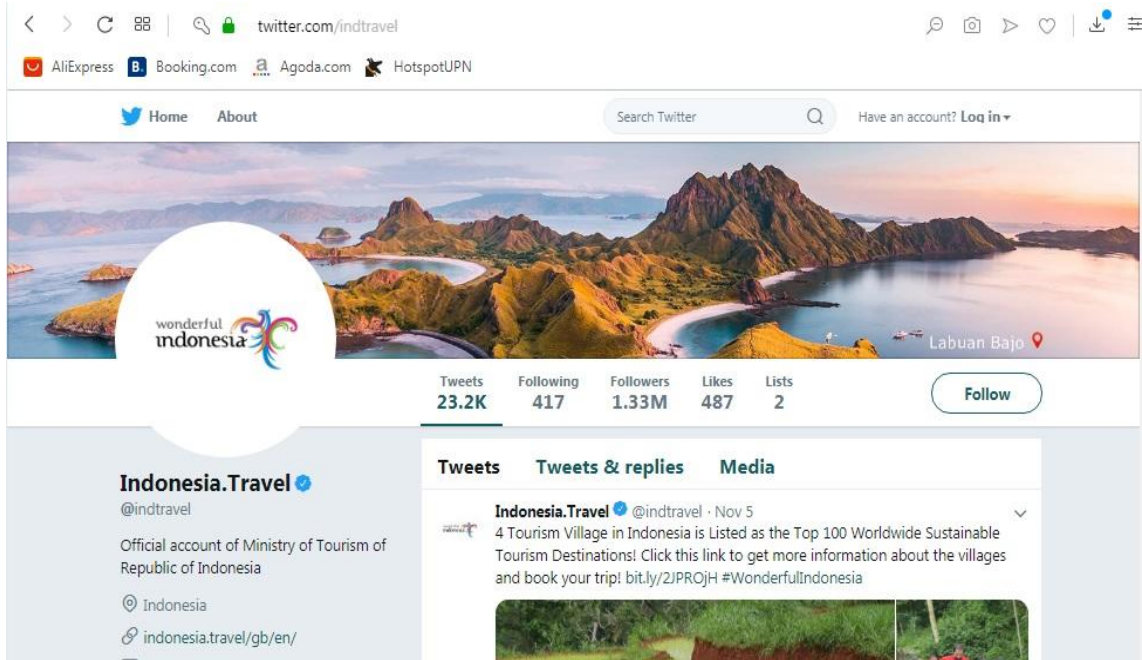 twitter.com/indtravel
AliExpress B. Booking.com a Agoda.com HotspotUPN
Home About Search Twitter Have an account? Log in
Labuan Bajo
wonderful
indonesia
Tweets Following Followers Likes Lists
23.2K 417 1.33M 487 2
Follow
Tweets Tweets & replies Media
Indonesia.Travel
@indtravel
Official account of Ministry of Tourism of
Republic of Indonesia
Indonesia
indonesia.travel/gb/en/
Indonesia.Travel @indtravel · Nov 5
4 Tourism Village in Indonesia is Listed as the Top 100 Worldwide Sustainable
Tourism Destinations! Click this link to get more information about the villages
and book your trip! bit.ly/2JPROjH #WonderfulIndonesia